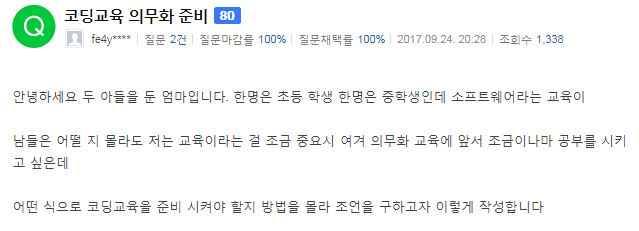 Q 코딩교육 의무화 준비 80
fe4y**** 질문 2건 질문마감률 100% 질문채택률 100% 2017.09.24. 20:28 조회수 1,338
안녕하세요 두 아들을 둔 엄마입니다. 한명은 초등 학생 한명은 중학생인데 소프트웨어라는 교육이
남들은 어떨 지 몰라도 저는 교육이라는 걸 조금 중요시 여겨 의무화 교육에 앞서 조금이나마 공부를 시키
고 싶은데
어떤 식으로 코딩교육을 준비 시켜야 할지 방법을 몰라 조언을 구하고자 이렇게 작성합니다